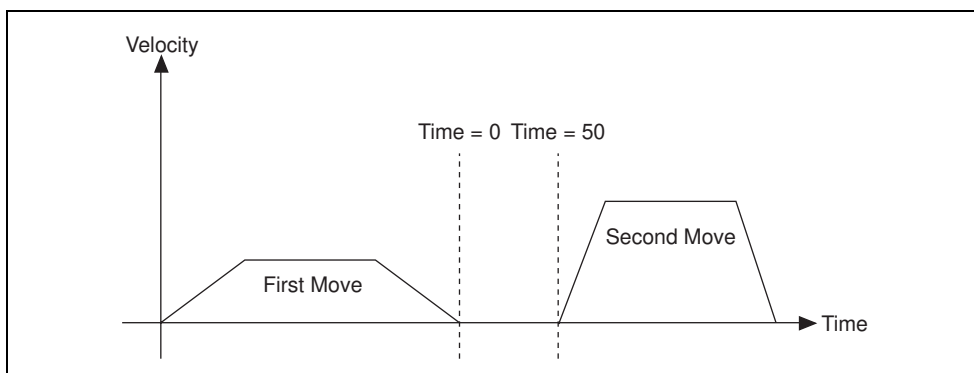 Velocity
Time = 0 Time = 50
Second Move
First Move
Time